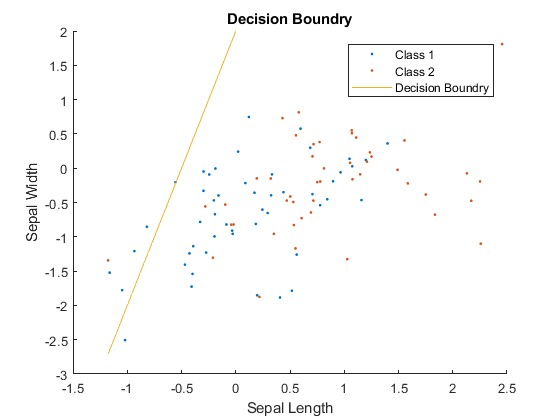 Decision Boundry
Class 1
Class 2
Decision Boundry
Sepal Width
2
1.5
1
0.5
0
-0.5
-1
-1.5
-2
-2.5
-3
-1.5 -1 -0.5 0 0.5 1 1.5 2 2.5
Sepal Length